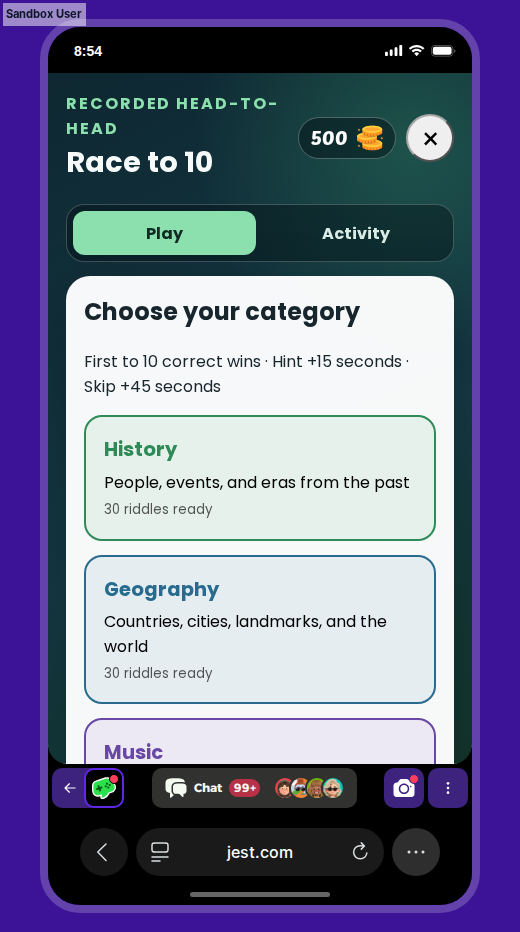 Sandbox User
8:54
RECORDED HEAD-TO-
HEAD
Race to 10
500
Play
Activity
Choose your category
First to 10 correct wins · Hint +15 seconds ·
Skip +45 seconds
History
People, events, and eras from the past
30 riddles ready
Geography
Countries, cities, landmarks, and the
world
30 riddles ready
Music
Chat
99+
jest.com